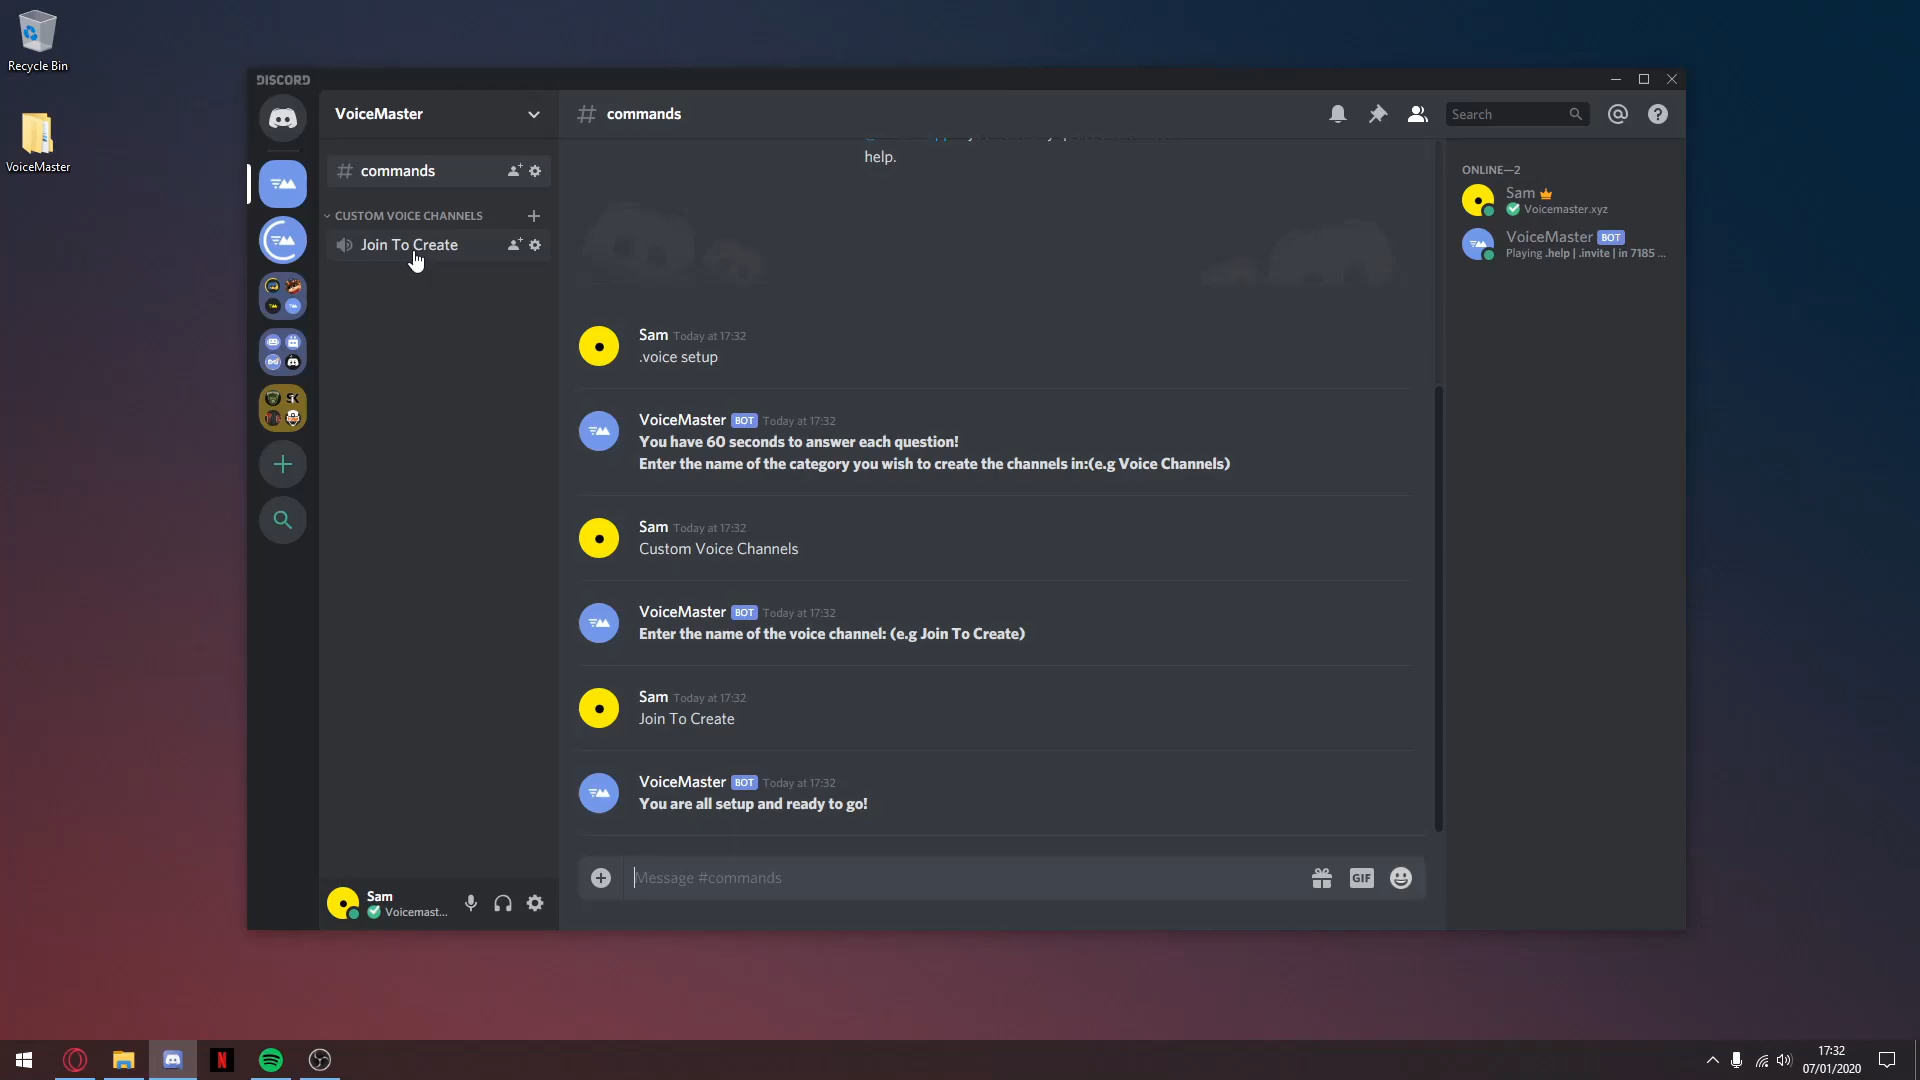 Recycle Bin
VoiceMaster
DISCORD
VoiceMaster
commands
Search
commands
CUSTOM VOICE CHANNELS
Join To Create
help.
Sam Today at 17:32
.voice setup
VoiceMaster BOT Today at 17:32
You have 60 seconds to answer each question!
Enter the name of the category you wish to create the channels in:(e.g Voice Channels)
Sam Today at 17:32
Custom Voice Channels
VoiceMaster BOT Today at 17:32
Enter the name of the voice channel: (e.g Join To Create)
Sam Today at 17:32
Join To Create
VoiceMaster BOT Today at 17:32
You are all setup and ready to go!
Message #commands
GIF
ONLINE—2
Sam
Voicemaster.xyz
VoiceMaster BOT
Playing .help | .invite | in 7185 ...
Sam
Voicemast...
17:32
07/01/2020